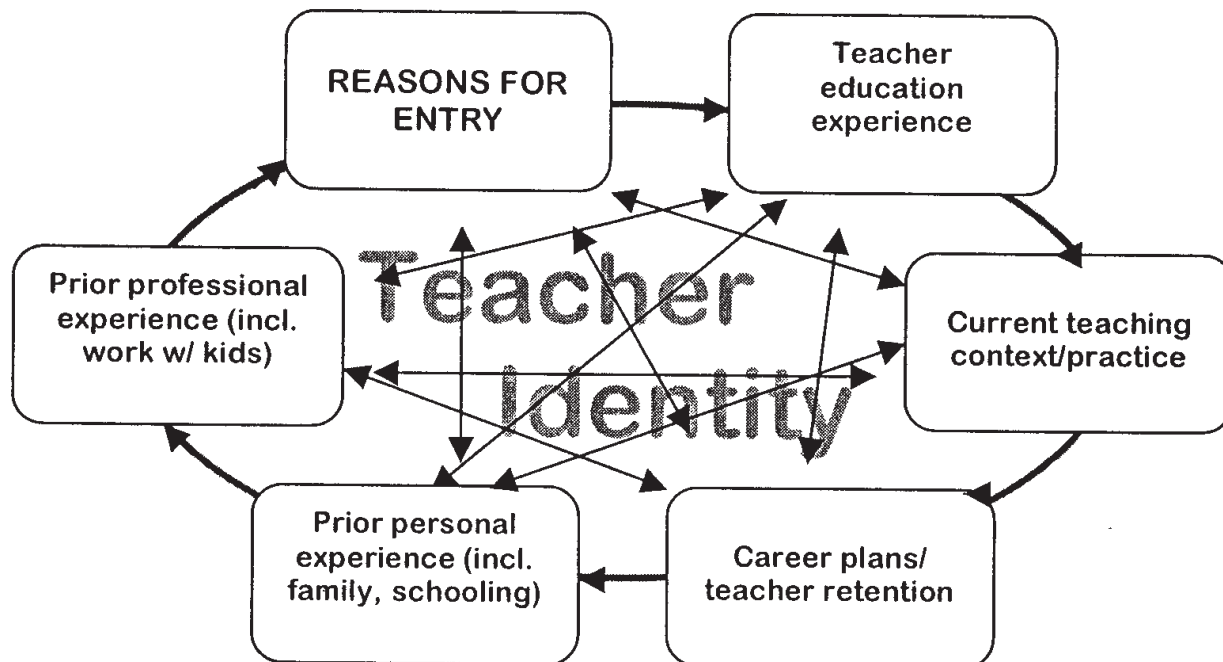 REASONS FOR
ENTRY
Teacher
education
experience
Prior professional
experience (incl.
work w/ kids)
Teacher
Identity
Current teaching
context/practice
Prior personal
experience (incl.
family, schooling)
Career plans/
teacher retention